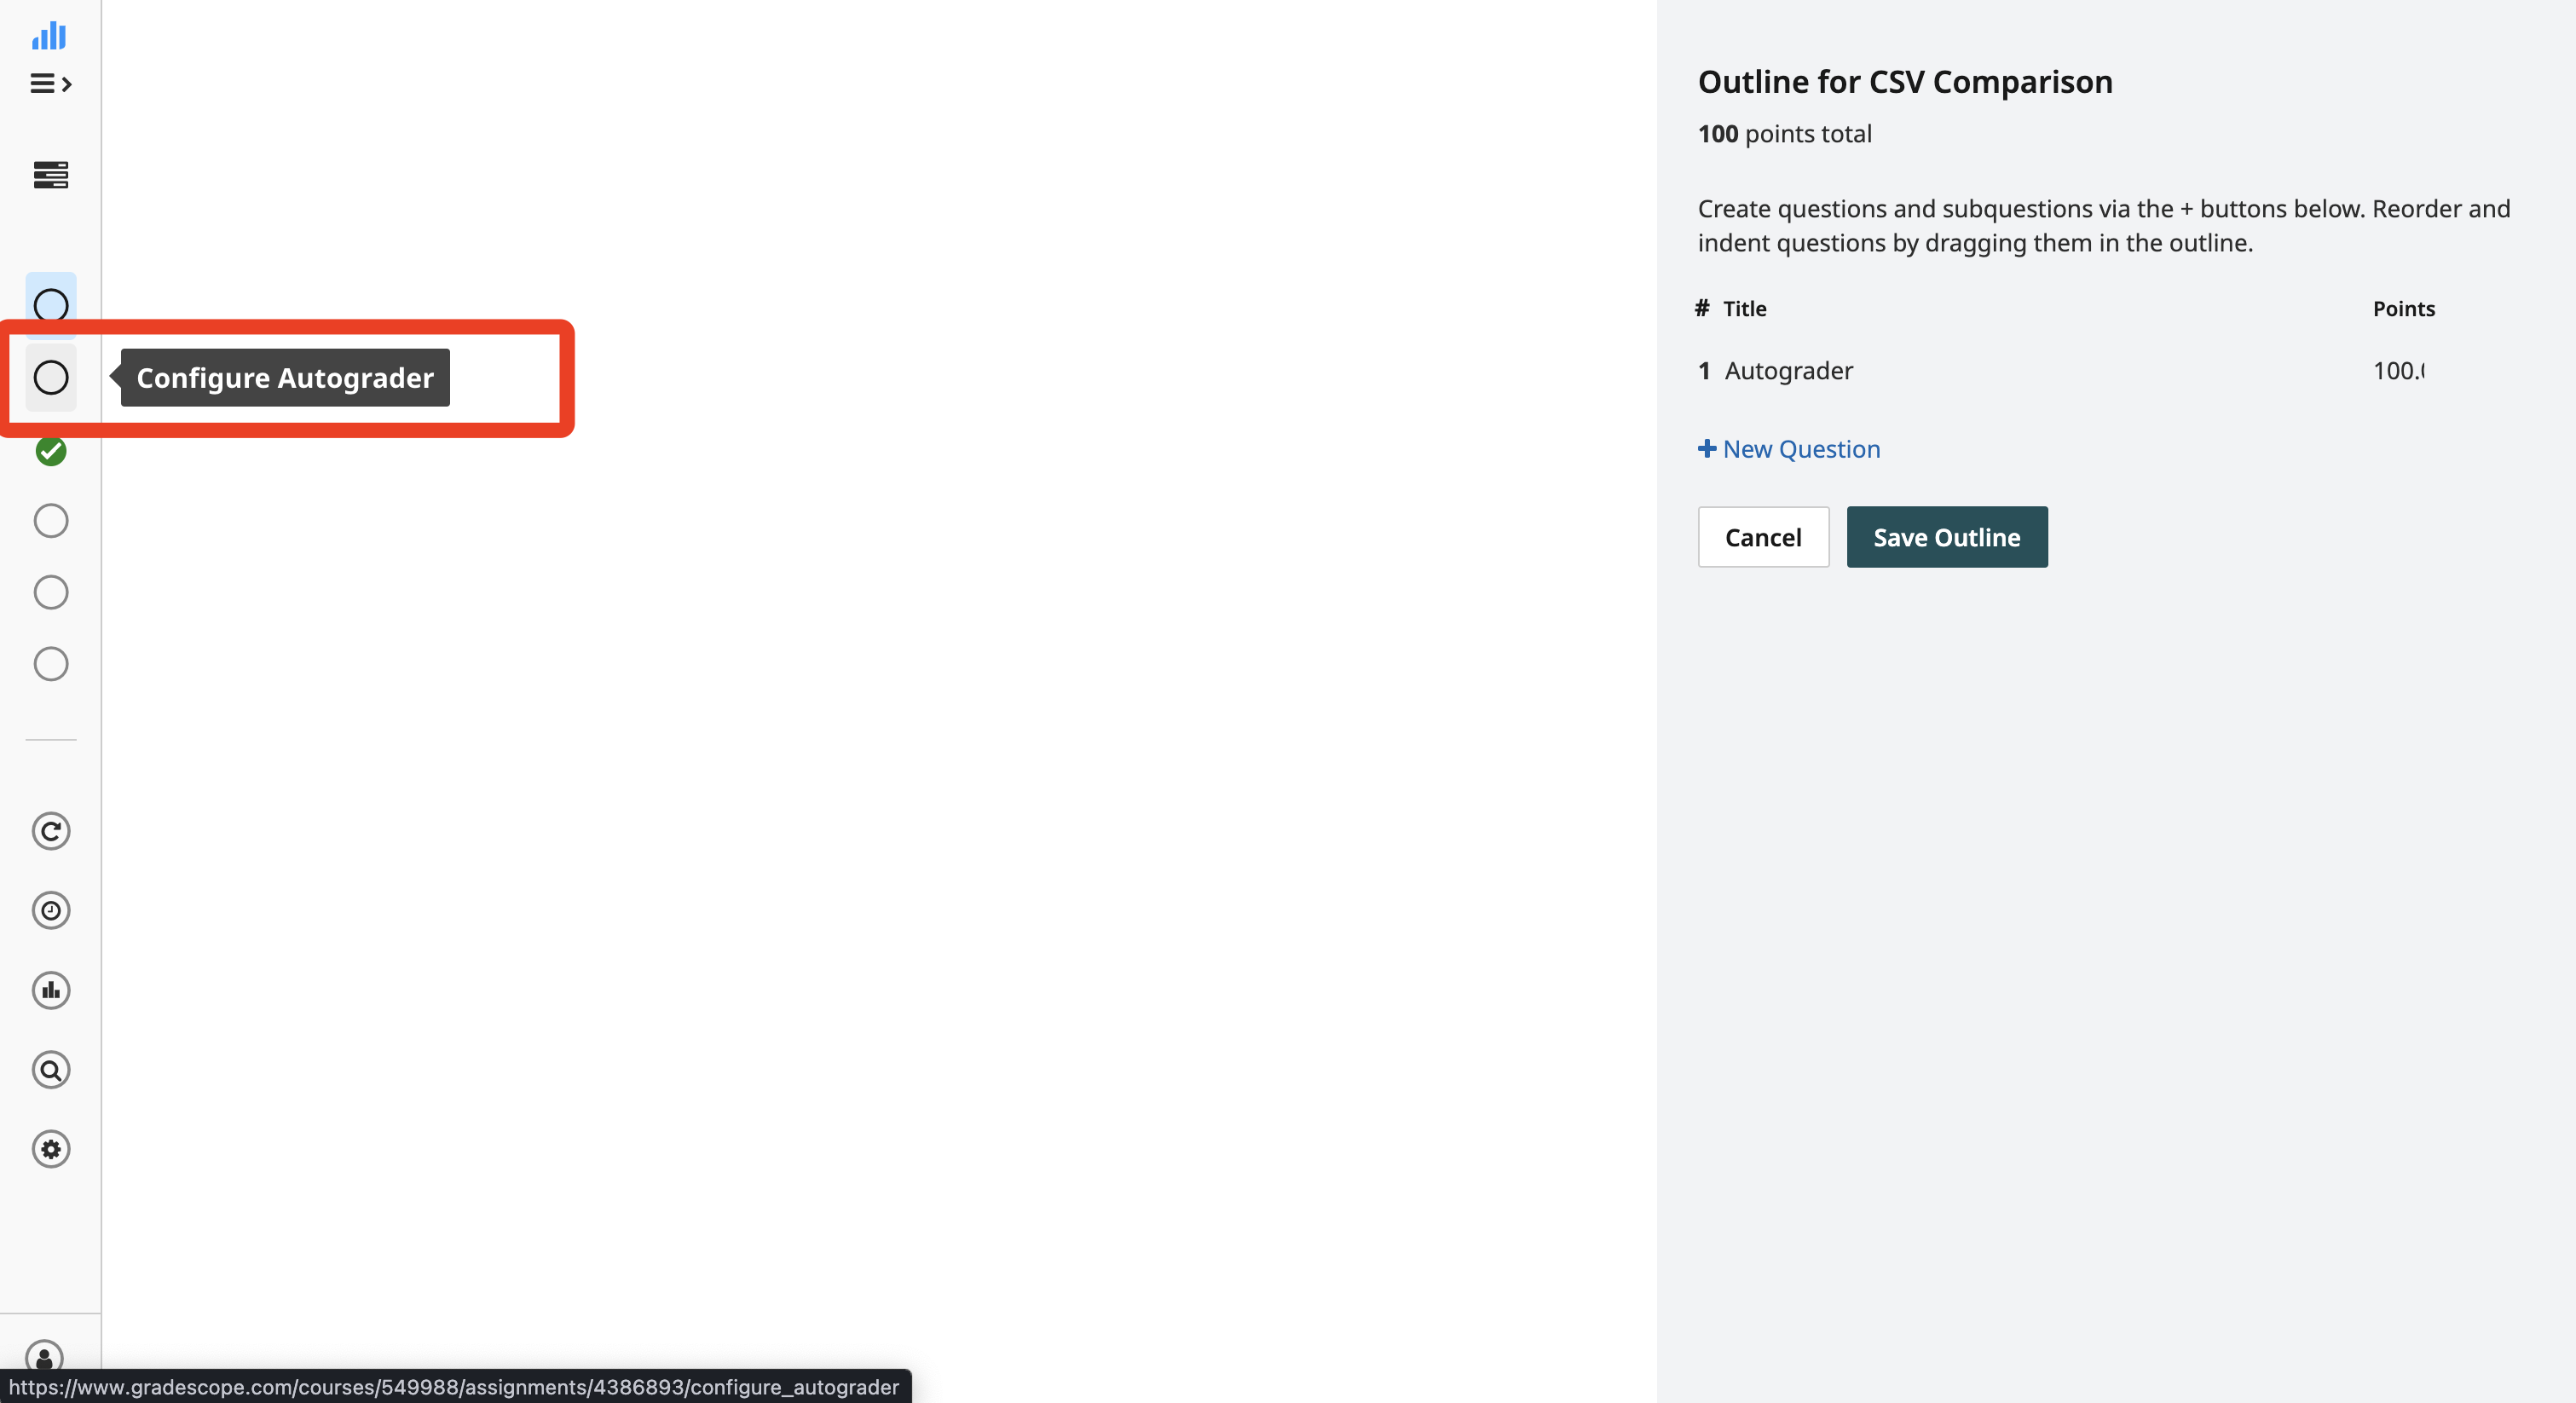 Outline for CSV Comparison
100 points total
Create questions and subquestions via the + buttons below. Reorder and
indent questions by dragging them in the outline.
# Title Points
Configure Autograder
1 Autograder 100.
+ New Question
Cancel Save Outline
https://www.gradescope.com/courses/549988/assignments/4386893/configure_autograder